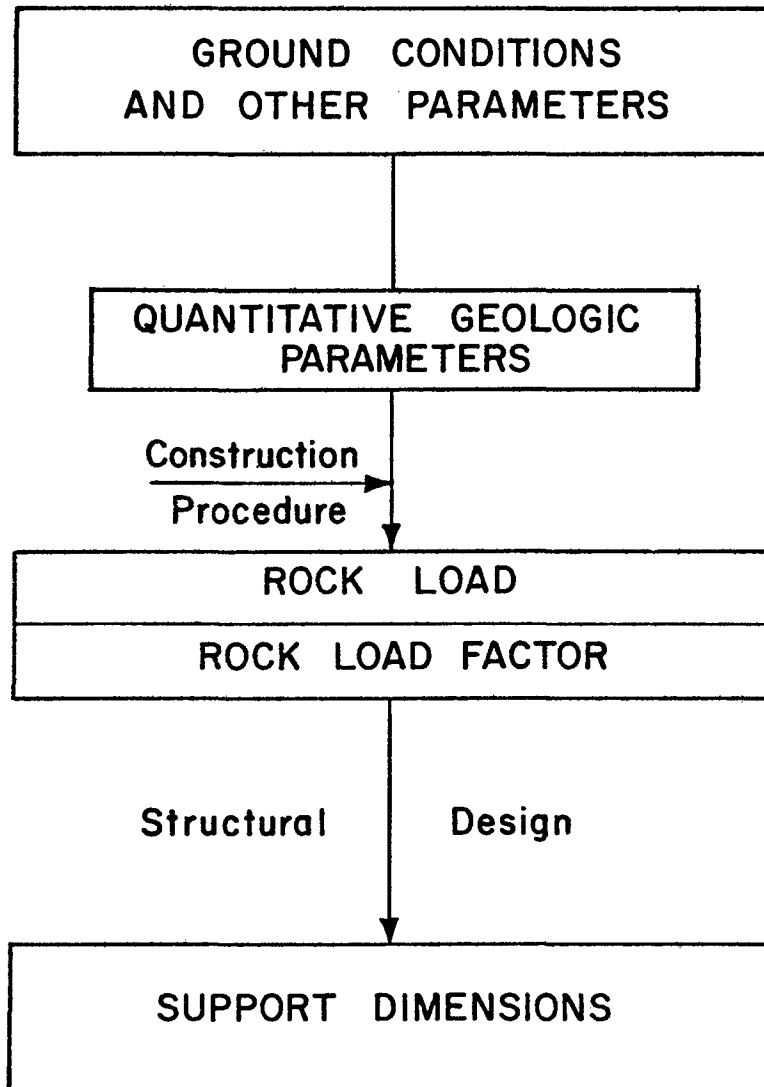 GROUND CONDITIONS
AND OTHER PARAMETERS
QUANTITATIVE GEOLOGIC
PARAMETERS
Construction
Procedure
ROCK LOAD
ROCK LOAD FACTOR
Structural Design
SUPPORT DIMENSIONS